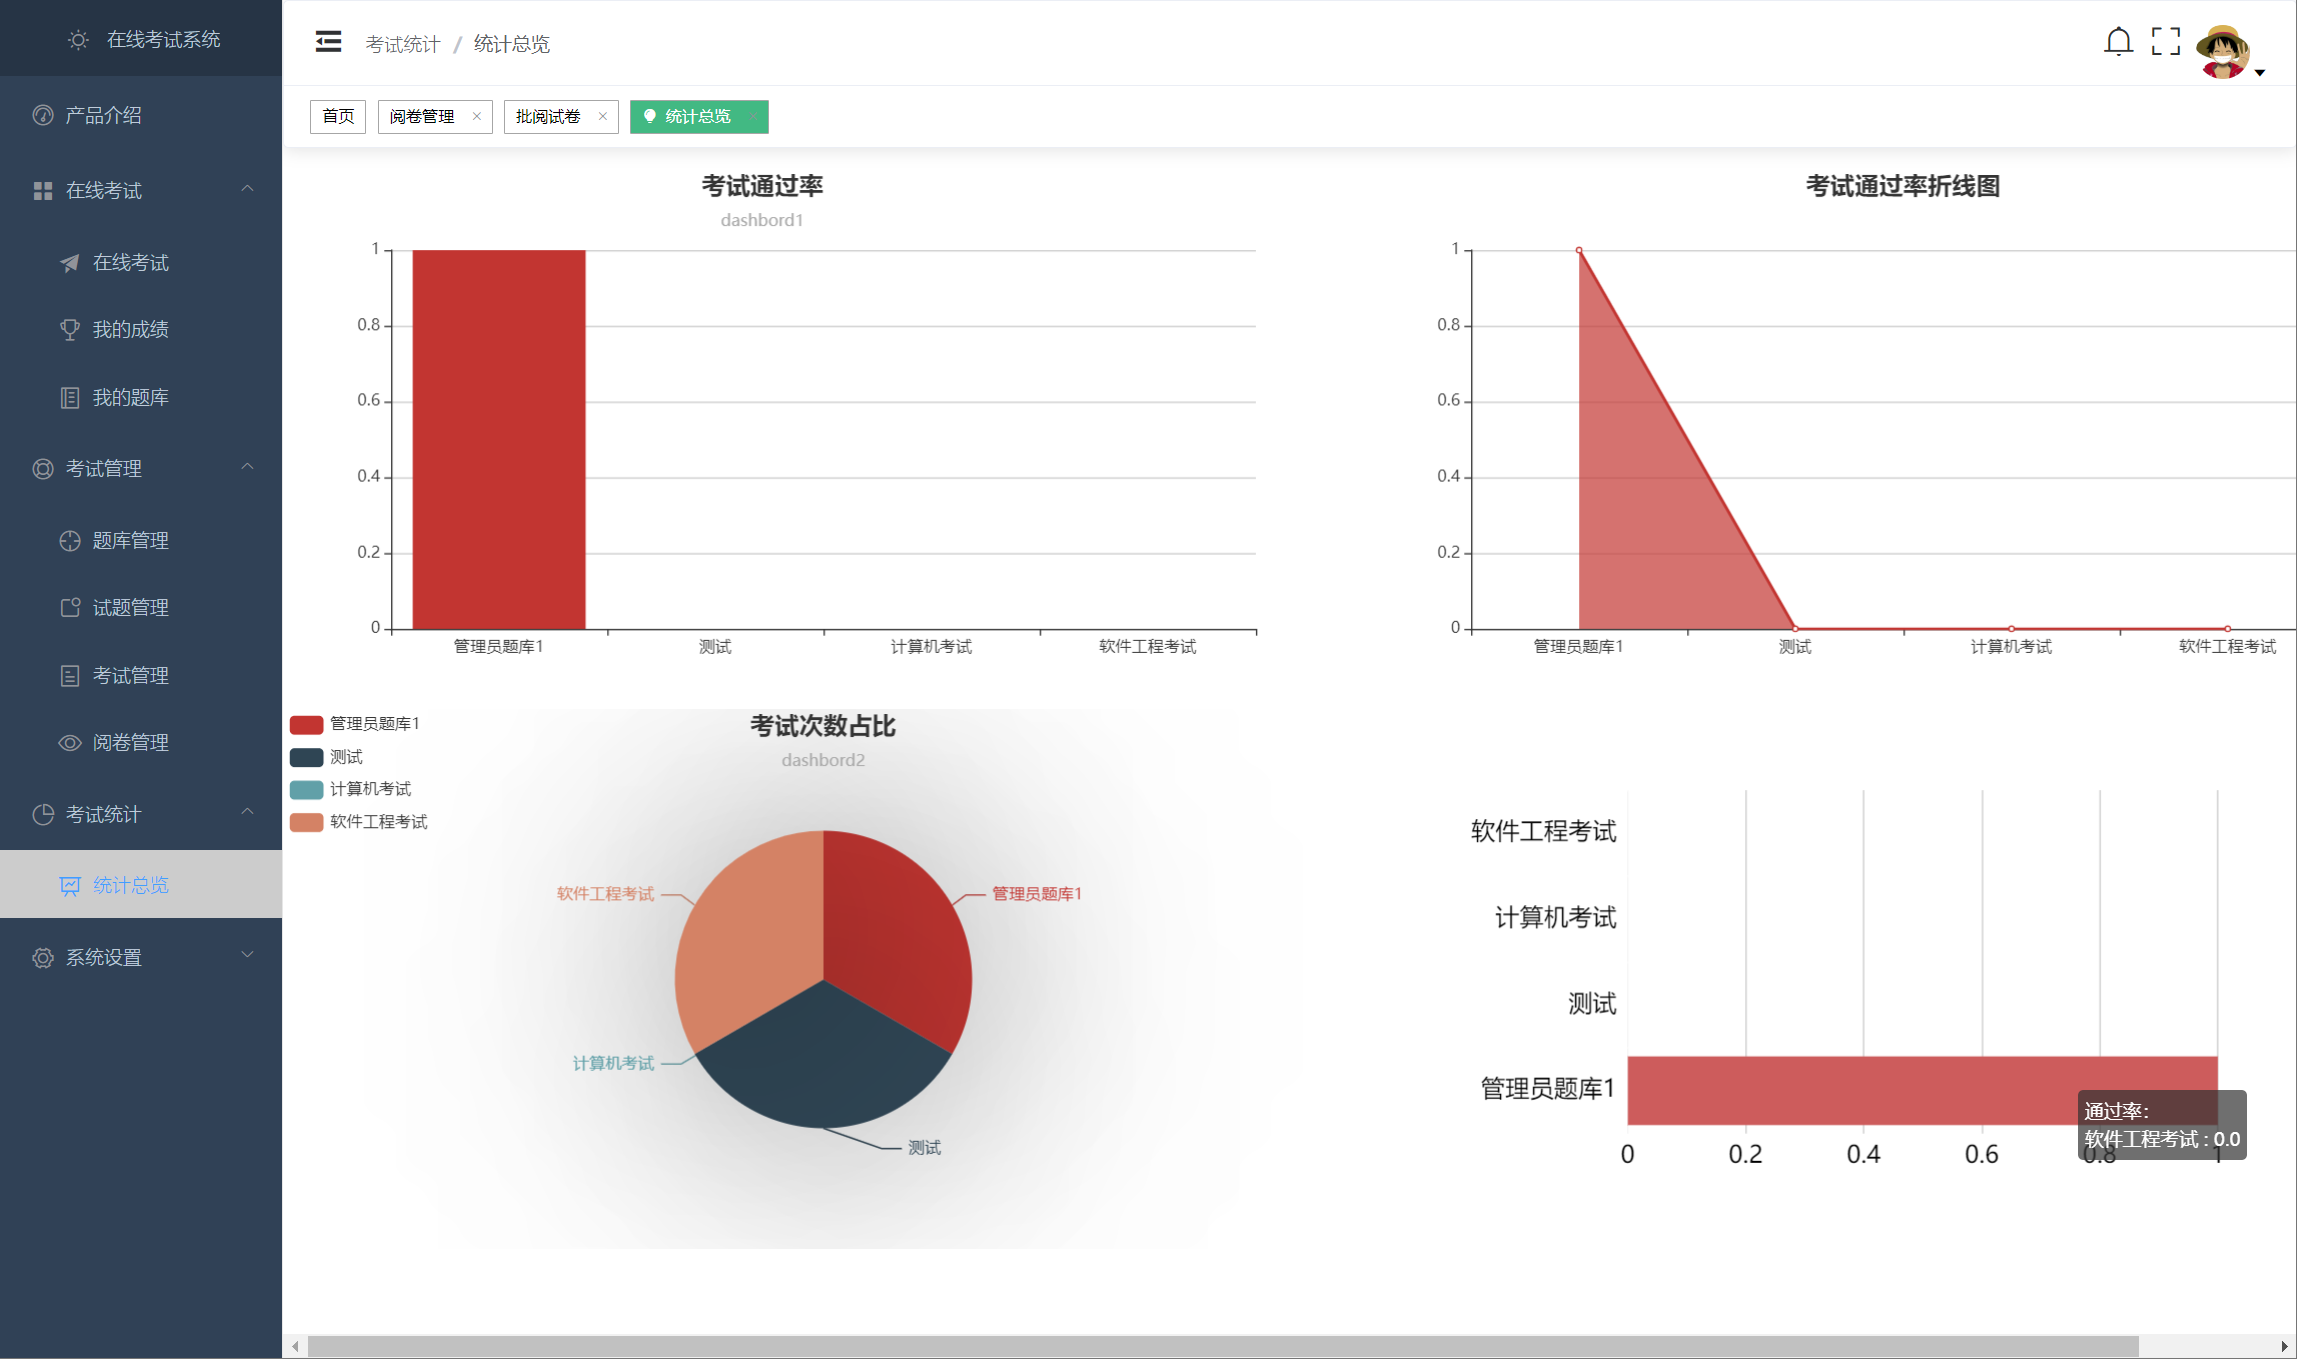 在线考试系统
产品介绍
在线考试
在线考试
我的成绩
我的题库
考试管理
题库管理
试题管理
考试管理
阅卷管理
考试统计
统计总览
系统设置
考试统计 / 统计总览
首页 阅卷管理 × 批阅试卷 × 统计总览 ×
考试通过率
dashbord1
1
0.8
0.6
0.4
0.2
0
管理员题库1 测试 计算机考试 软件工程考试
考试通过率折线图
1
0.8
0.6
0.4
0.2
0
管理员题库1 测试 计算机考试 软件工程考试
管理员题库1
测试
计算机考试
软件工程考试
考试次数占比
dashbord2
软件工程考试 管理员题库1
计算机考试
测试
软件工程考试
计算机考试
测试
管理员题库1
0 0.2 0.4 0.6 0.8 1
通过率:
软件工程考试 : 0.0